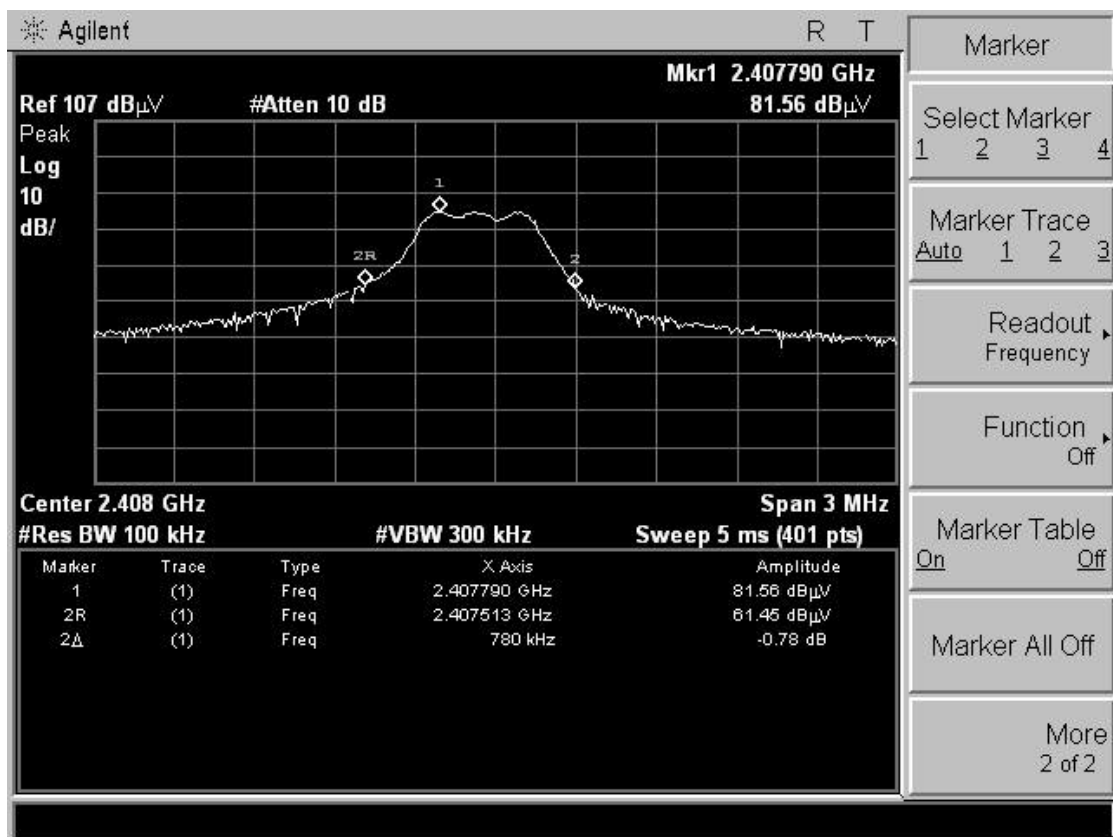 Agilent
R T
Mkr1 2.407790 GHz
Ref 107 dBµV #Atten 10 dB 81.56 dBµV
Peak
Log
10
dB/
1
2R
2
Center 2.408 GHz Span 3 MHz
#Res BW 100 kHz #VBW 300 kHz Sweep 5 ms (401 pts)
Marker Trace Type X Axis Amplitude
1 (1) Freq 2.407790 GHz 81.56 dBµV
2R (1) Freq 2.407513 GHz 61.45 dBµV
2Δ (1) Freq 780 kHz -0.78 dB
Marker
Select Marker
1 2 3 4
Marker Trace
Auto 1 2 3
Readout
Frequency
Function
Off
Marker Table
On Off
Marker All Off
More
2 of 2